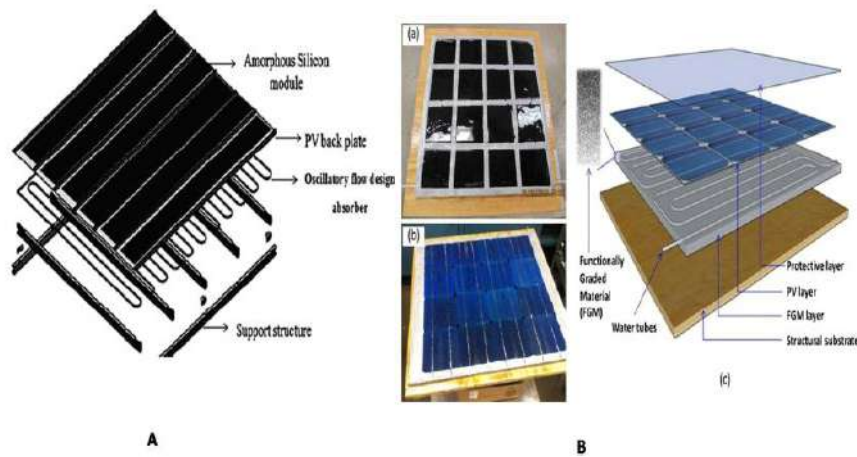 Amorphous Silicon
module
PV back plate
Oscillatory flow design
absorber
Support structure
A
(a)
(b)
Functionally
Graded
Material
(FGM)
Water tubes
Protective layer
PV layer
FGM layer
Structural substrate
(c)
B